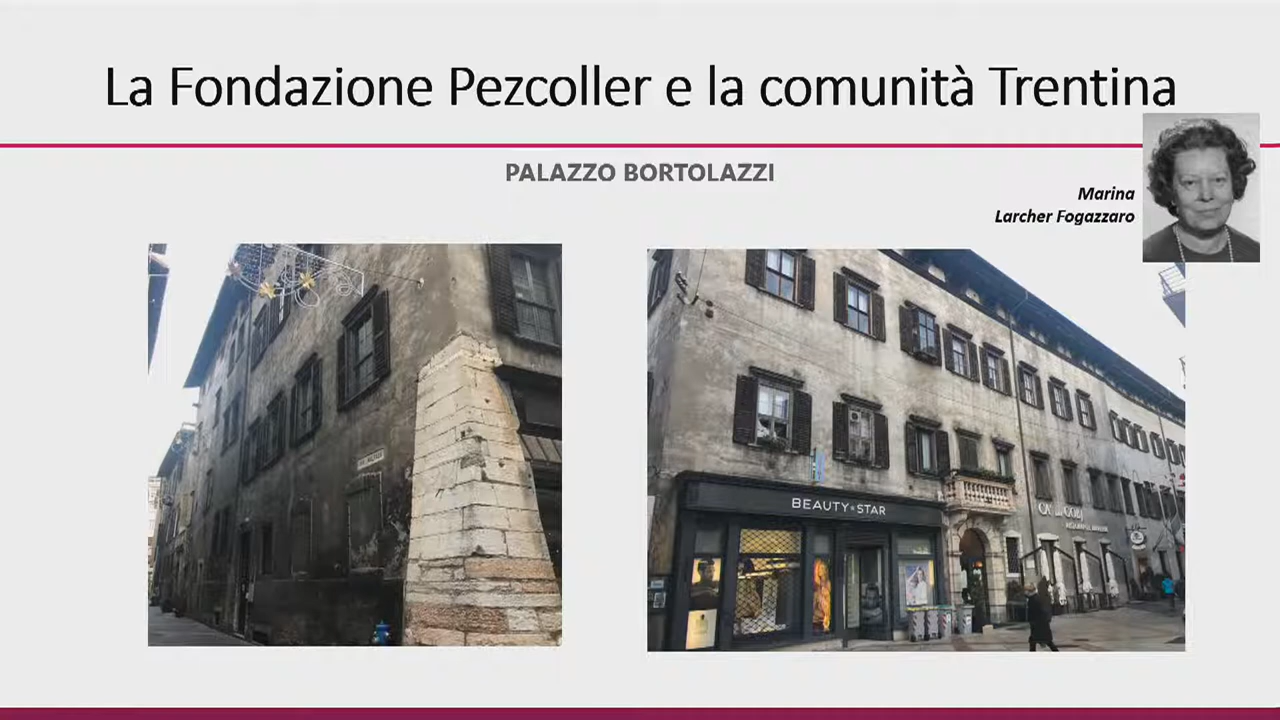 La Fondazione Pezcoller e la comunità Trentina
PALAZZO BORTOLAZZI
Marina
Larcher Fogazzaro
BEAUTY★STAR